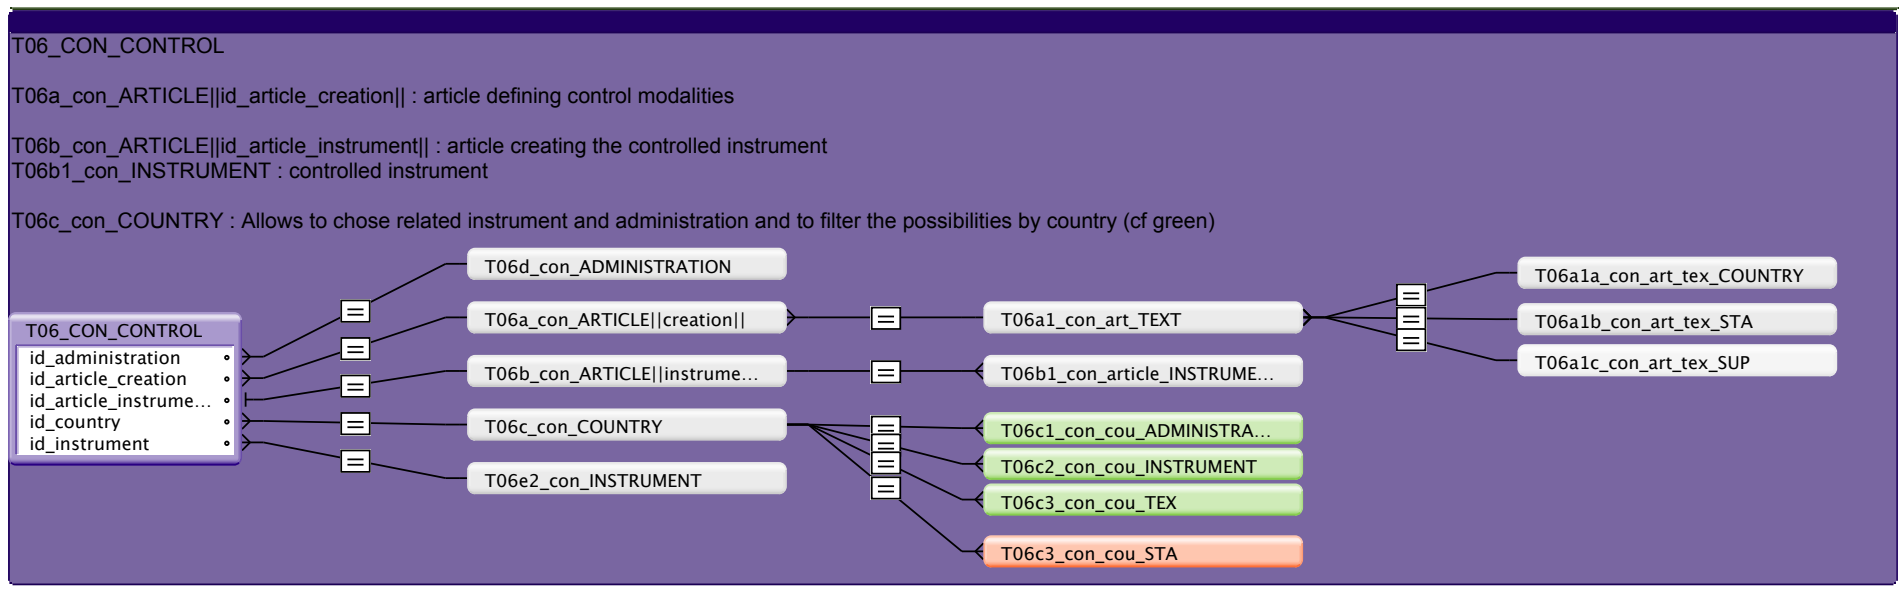 T06_CON_CONTROL
T06a_con_ARTICLE||id_article_creation|| : article defining control modalities
T06b_con_ARTICLE||id_article_instrument|| : article creating the controlled instrument
T06b1_con_INSTRUMENT : controlled instrument
T06c_con_COUNTRY : Allows to chose related instrument and administration and to filter the possibilities by country (cf green)
T06_CON_CONTROL
id_administration
id_article_creation
id_article_instrume...
id_country
id_instrument
T06d_con_ADMINISTRATION
T06a_con_ARTICLE||creation||
T06b_con_ARTICLE||instrume...
T06c_con_COUNTRY
T06e2_con_INSTRUMENT
T06a1_con_art_TEXT
T06b1_con_article_INSTRUME...
T06c1_con_cou_ADMINISTRA...
T06c2_con_cou_INSTRUMENT
T06c3_con_cou_TEX
T06c3_con_cou_STA
T06a1a_con_art_tex_COUNTRY
T06a1b_con_art_tex_STA
T06a1c_con_art_tex_SUP